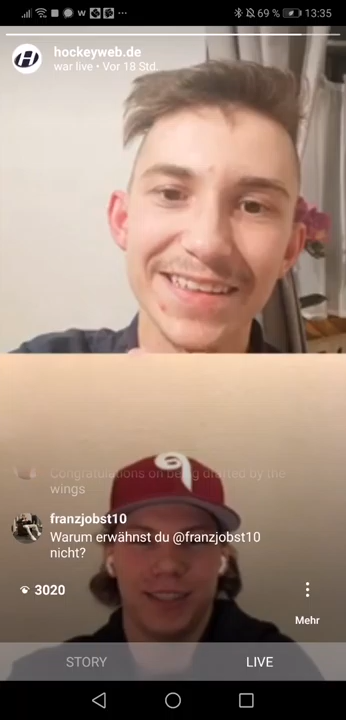 69 % 13:35
hockeyweb.de
war live • Vor 18 Std.
Congratulations on being drafted by the
wings
franzjobst10
Warum erwähnst du @franzjobst10
nicht?
3020
Mehr
STORY LIVE